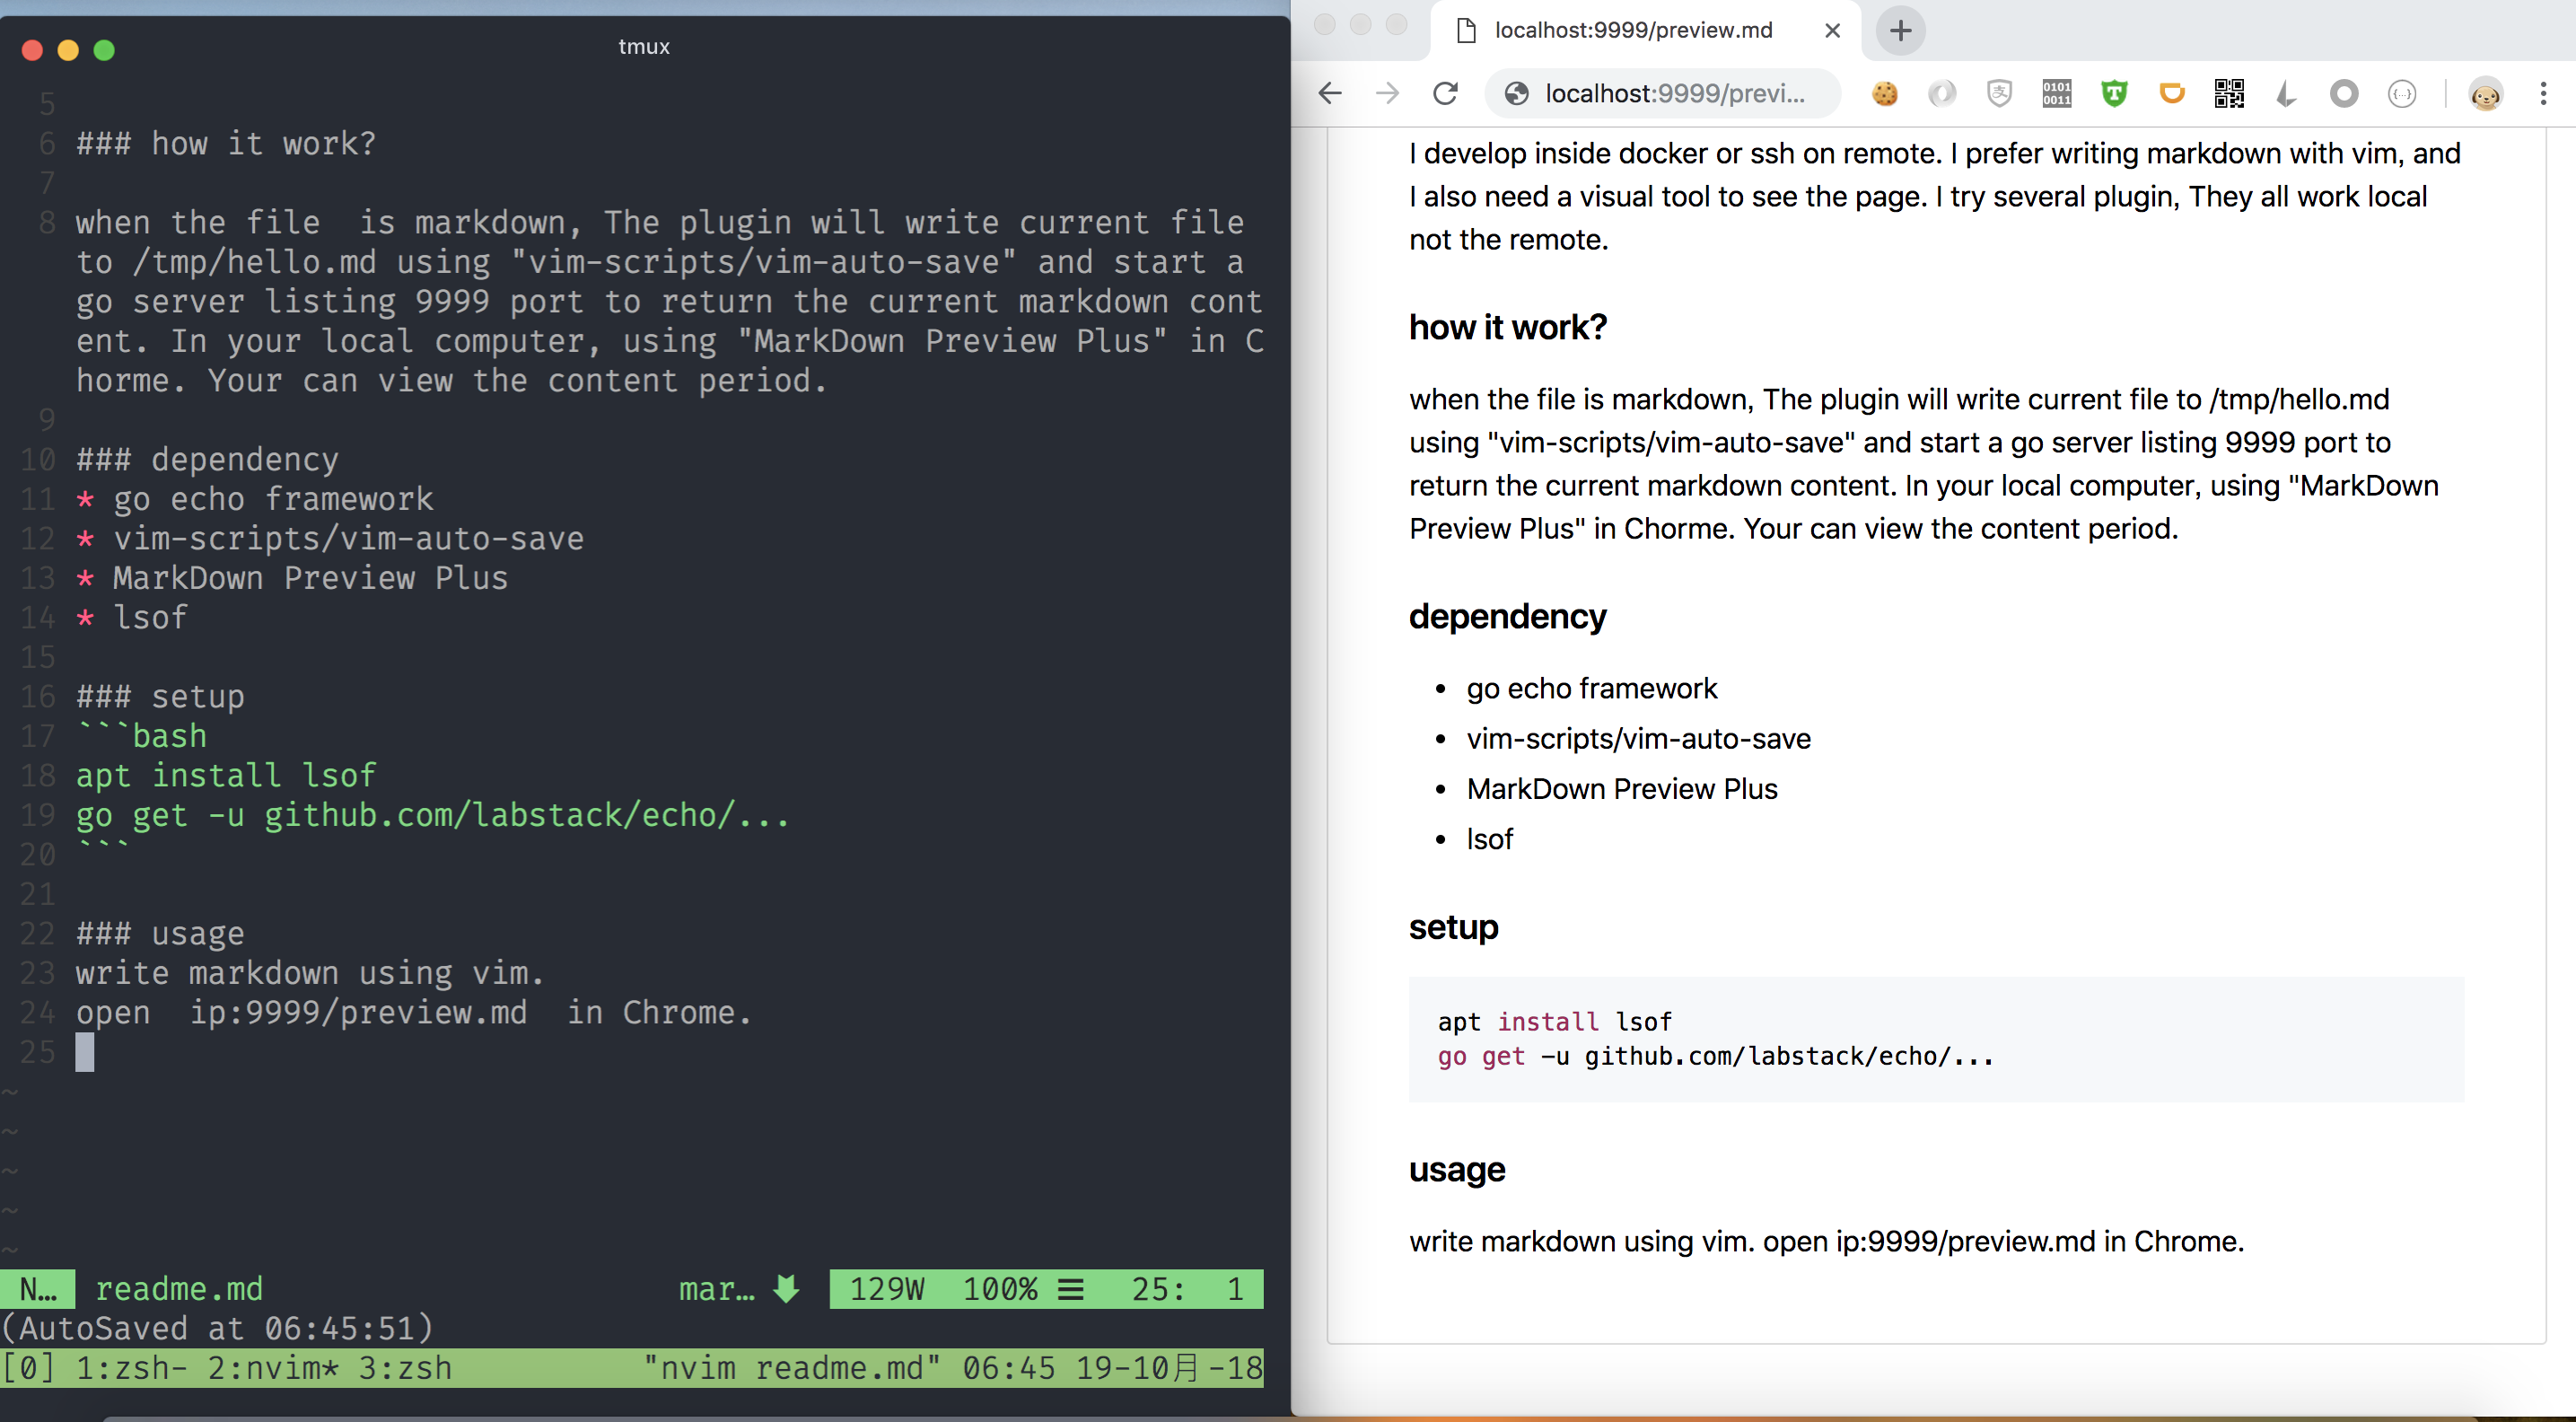 tmux
5
6 ### how it work?
7
8 when the file  is markdown, The plugin will write current file
to /tmp/hello.md using "vim-scripts/vim-auto-save" and start a
go server listing 9999 port to return the current markdown cont
ent. In your local computer, using "MarkDown Preview Plus" in C
horme. Your can view the content period.
9
10 ### dependency
11 * go echo framework
12 * vim-scripts/vim-auto-save
13 * MarkDown Preview Plus
14 * lsof
15
16 ### setup
17 ```bash
18 apt install lsof
19 go get -u github.com/labstack/echo/...
20 ```
21
22 ### usage
23 write markdown using vim.
24 open  ip:9999/preview.md  in Chrome.
25
~
~
~
~
~
N… readme.md mar… 129W 100% ☰ 25: 1
(AutoSaved at 06:45:51)
[0] 1:zsh- 2:nvim* 3:zsh "nvim readme.md" 06:45 19-10月-18
localhost:9999/preview.md
localhost:9999/previ...
0101
0011
T
支
{...}
I develop inside docker or ssh on remote. I prefer writing markdown with vim, and
I also need a visual tool to see the page. I try several plugin, They all work local
not the remote.
how it work?
when the file is markdown, The plugin will write current file to /tmp/hello.md
using "vim-scripts/vim-auto-save" and start a go server listing 9999 port to
return the current markdown content. In your local computer, using "MarkDown
Preview Plus" in Chorme. Your can view the content period.
dependency
• go echo framework
• vim-scripts/vim-auto-save
• MarkDown Preview Plus
• lsof
setup
apt install lsof
go get -u github.com/labstack/echo/...
usage
write markdown using vim. open ip:9999/preview.md in Chrome.